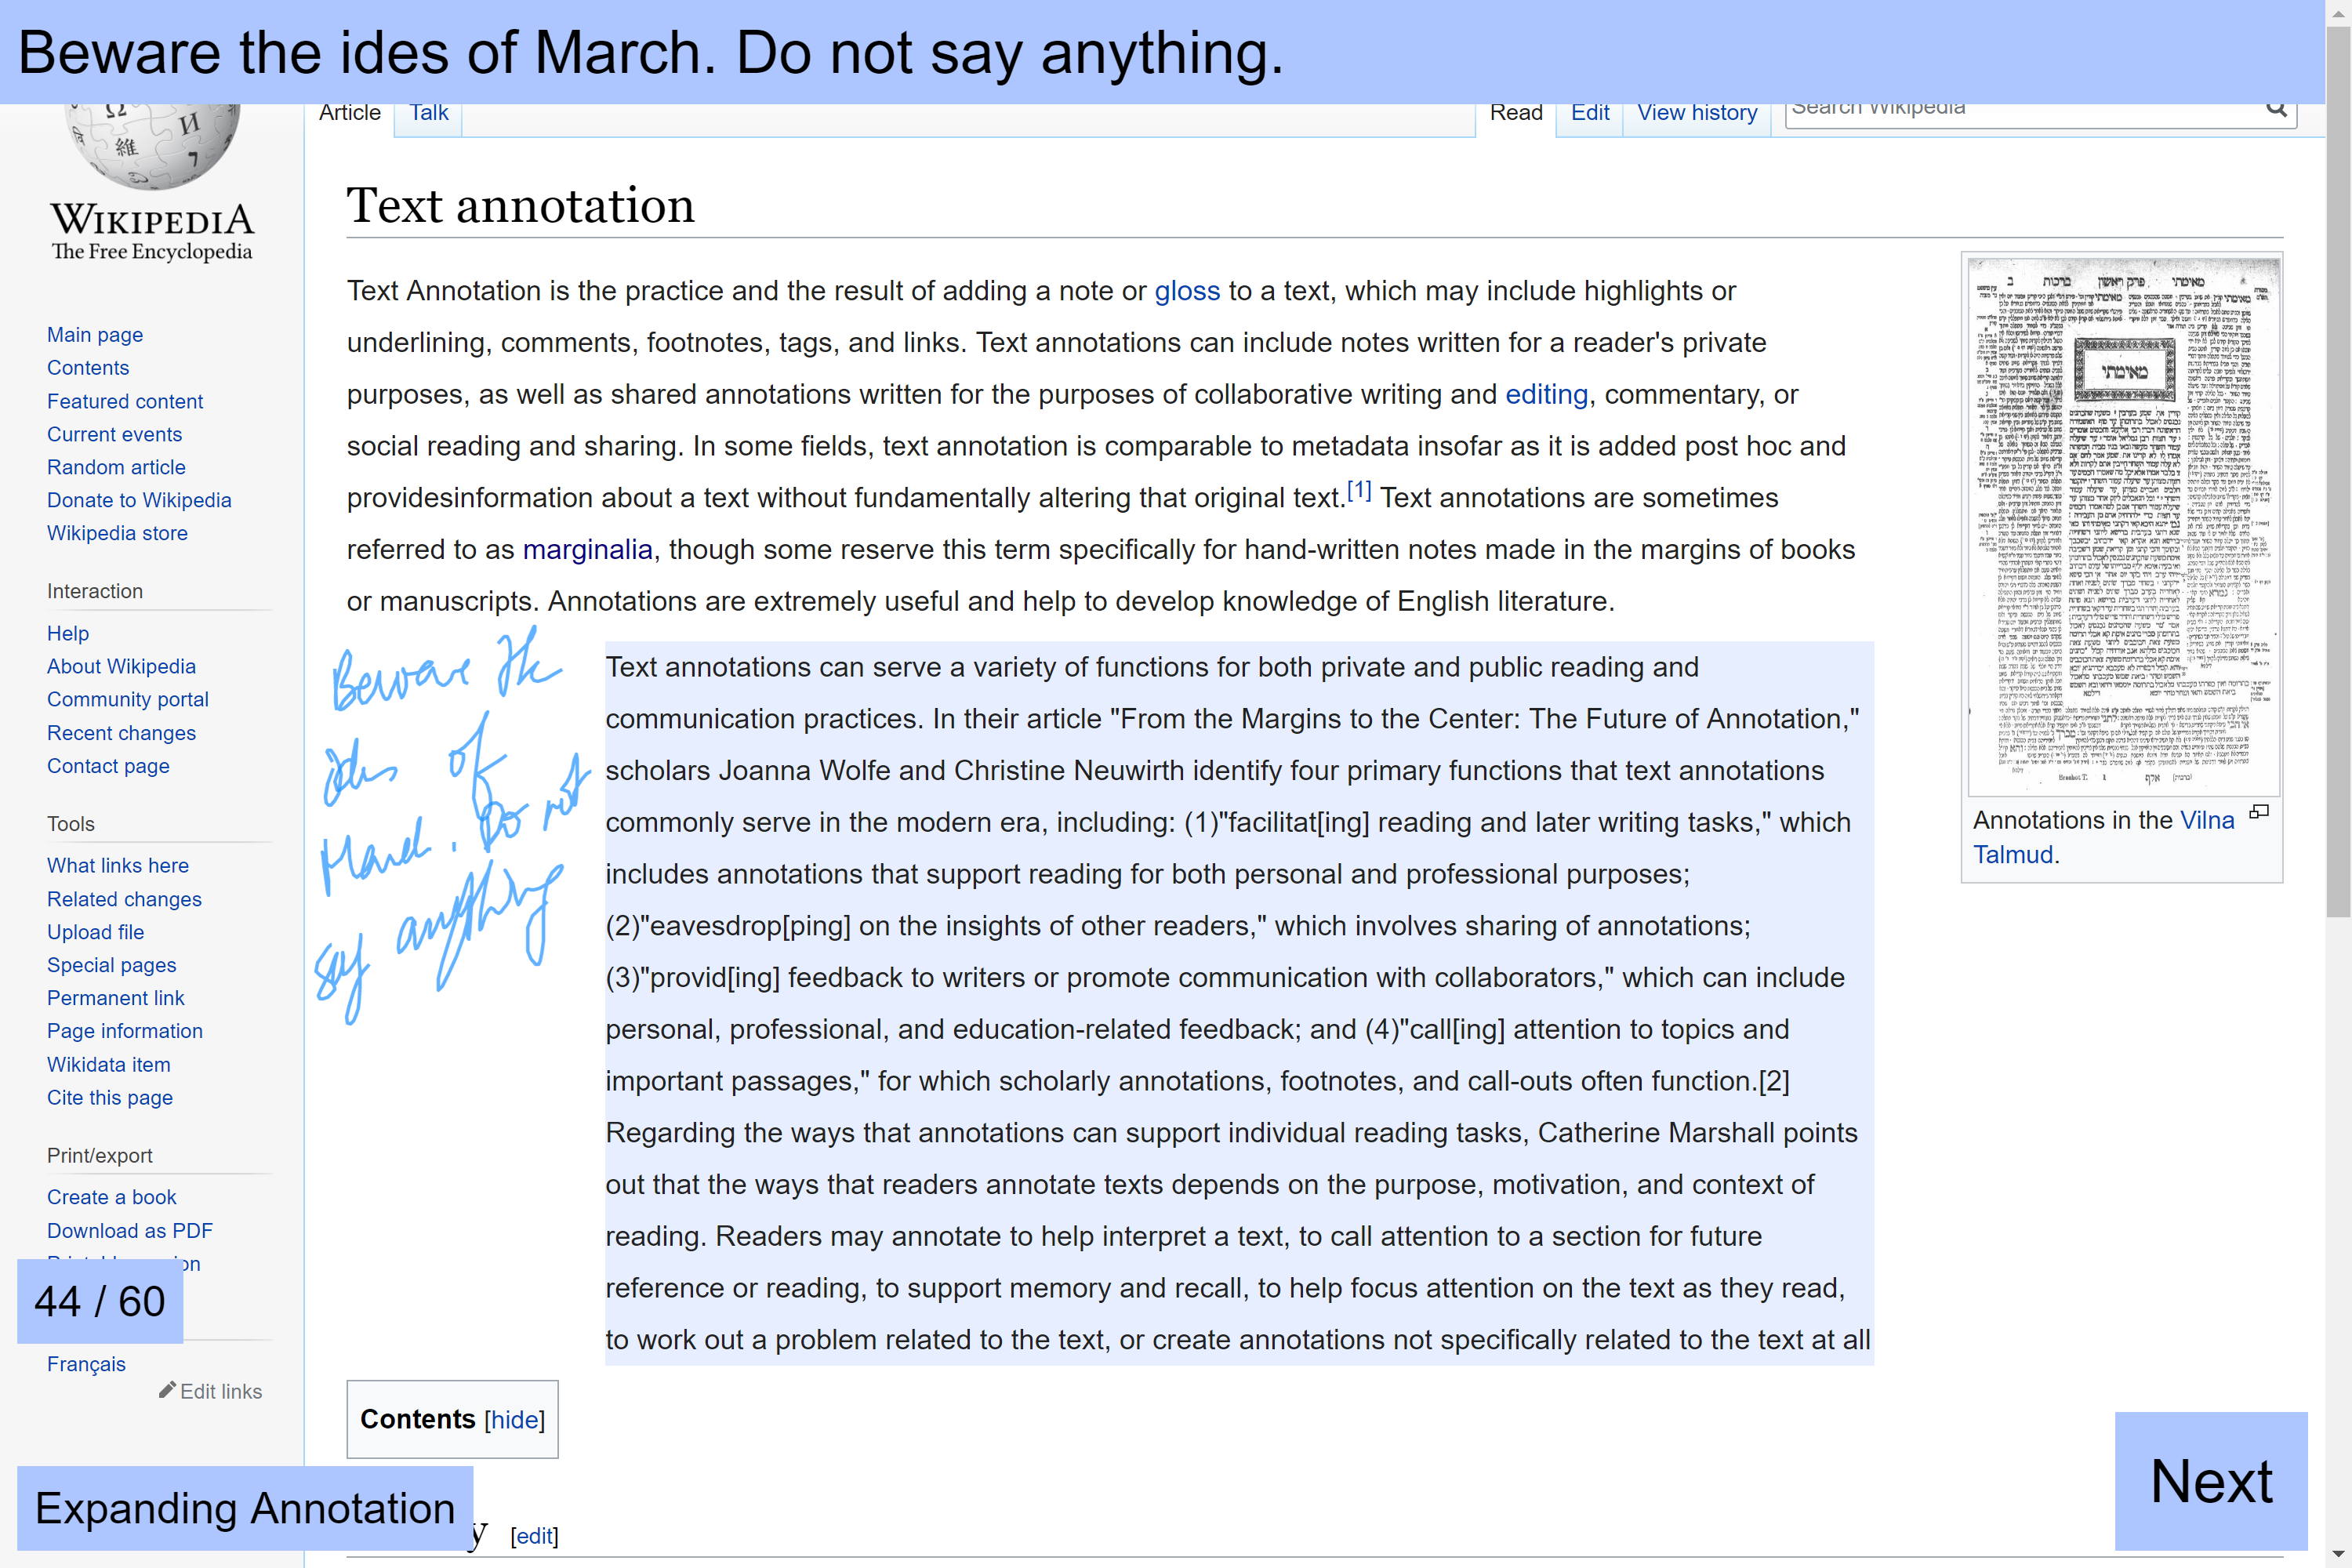 Beware the ides of March. Do not say anything.
Article Talk Read Edit View history Search Wikipedia
WIKIPEDIA
The Free Encyclopedia
Main page
Contents
Featured content
Current events
Random article
Donate to Wikipedia
Wikipedia store
Interaction
Help
About Wikipedia
Community portal
Recent changes
Contact page
Tools
What links here
Related changes
Upload file
Special pages
Permanent link
Page information
Wikidata item
Cite this page
Print/export
Create a book
Download as PDF
44 / 60
Français
Edit links
Expanding Annotation
Text annotation
Text Annotation is the practice and the result of adding a note or gloss to a text, which may include highlights or
underlining, comments, footnotes, tags, and links. Text annotations can include notes written for a reader's private
purposes, as well as shared annotations written for the purposes of collaborative writing and editing, commentary, or
social reading and sharing. In some fields, text annotation is comparable to metadata insofar as it is added post hoc and
providesinformation about a text without fundamentally altering that original text.[1] Text annotations are sometimes
referred to as marginalia, though some reserve this term specifically for hand-written notes made in the margins of books
or manuscripts. Annotations are extremely useful and help to develop knowledge of English literature.
Beware the
ides of
March. Do not
say anything
Text annotations can serve a variety of functions for both private and public reading and
communication practices. In their article "From the Margins to the Center: The Future of Annotation,"
scholars Joanna Wolfe and Christine Neuwirth identify four primary functions that text annotations
commonly serve in the modern era, including: (1)"facilitat[ing] reading and later writing tasks," which
includes annotations that support reading for both personal and professional purposes;
(2)"eavesdrop[ping] on the insights of other readers," which involves sharing of annotations;
(3)"provid[ing] feedback to writers or promote communication with collaborators," which can include
personal, professional, and education-related feedback; and (4)"call[ing] attention to topics and
important passages," for which scholarly annotations, footnotes, and call-outs often function.[2]
Regarding the ways that annotations can support individual reading tasks, Catherine Marshall points
out that the ways that readers annotate texts depends on the purpose, motivation, and context of
reading. Readers may annotate to help interpret a text, to call attention to a section for future
reference or reading, to support memory and recall, to help focus attention on the text as they read,
to work out a problem related to the text, or create annotations not specifically related to the text at all
Contents [hide]
[edit]
מאימתי פרק ראשון ברכות ב
מאימתי
Annotations in the Vilna
Talmud.
Next